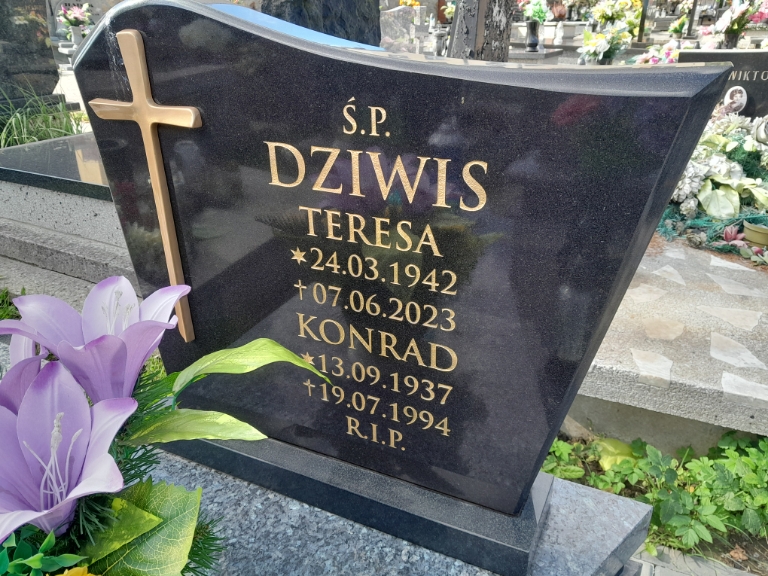 Ś.P.
DZIWIS
TERESA
✶24.03.1942
†07.06.2023
KONRAD
✶13.09.1937
†19.07.1994
R.I.P.